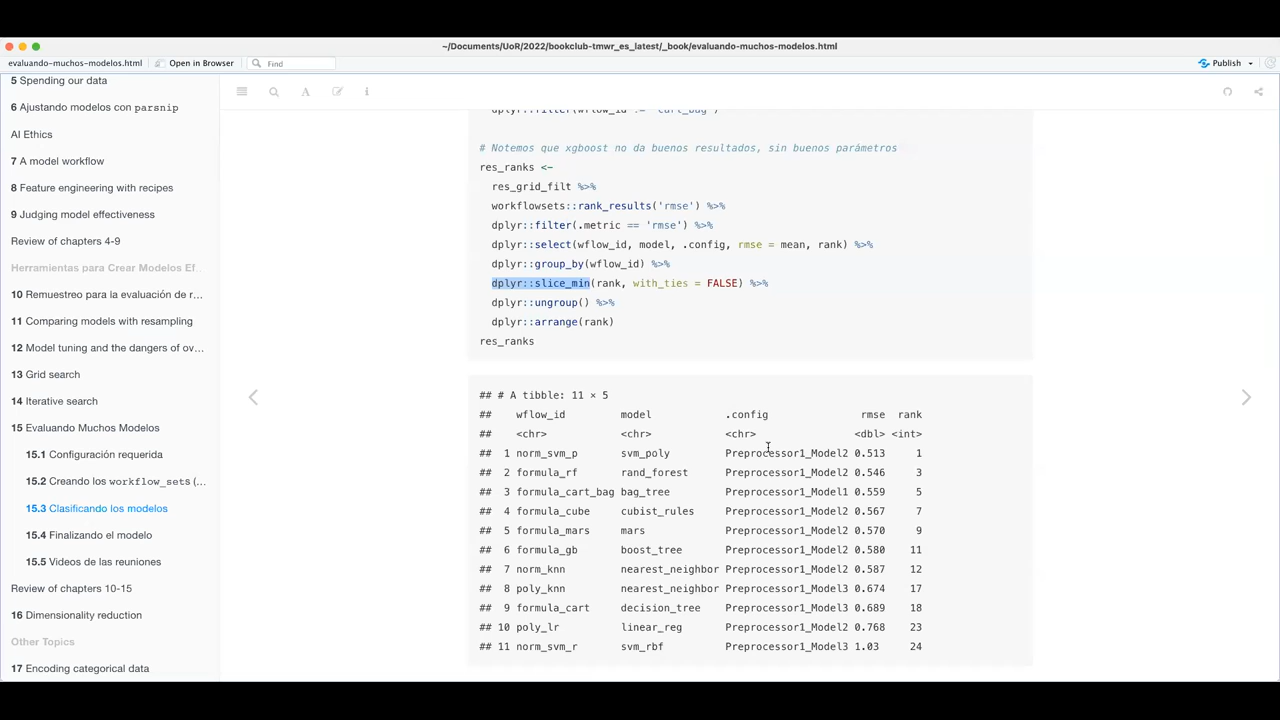 ~/Documents/UoR/2022/bookclub-tmwr_es_latest/_book/evaluando-muchos-modelos.html
evaluando-muchos-modelos.html Open in Browser Find Publish
5 Spending our data
6 Ajustando modelos con parsnip
AI Ethics
7 A model workflow
8 Feature engineering with recipes
9 Judging model effectiveness
Review of chapters 4-9
Herramientas para Crear Modelos Ef...
10 Remuestreo para la evaluación de r...
11 Comparing models with resampling
12 Model tuning and the dangers of ov...
13 Grid search
14 Iterative search
15 Evaluando Muchos Modelos
15.1 Configuración requerida
15.2 Creando los workflow_sets (...
15.3 Clasificando los modelos
15.4 Finalizando el modelo
15.5 Videos de las reuniones
Review of chapters 10-15
16 Dimensionality reduction
Other Topics
17 Encoding categorical data
# Notemos que xgboost no da buenos resultados, sin buenos parámetros
res_ranks <-
res_grid_filt %>%
workflowsets::rank_results('rmse') %>%
dplyr::filter(.metric == 'rmse') %>%
dplyr::select(wflow_id, model, .config, rmse = mean, rank) %>%
dplyr::group_by(wflow_id) %>%
dplyr::slice_min(rank, with_ties = FALSE) %>%
dplyr::ungroup() %>%
dplyr::arrange(rank)
res_ranks
## # A tibble: 11 × 5
## wflow_id model .config rmse rank
## <chr> <chr> <chr> <dbl> <int>
## 1 norm_svm_p svm_poly Preprocessor1_Model2 0.513 1
## 2 formula_rf rand_forest Preprocessor1_Model2 0.546 3
## 3 formula_cart_bag bag_tree Preprocessor1_Model1 0.559 5
## 4 formula_cube cubist_rules Preprocessor1_Model2 0.567 7
## 5 formula_mars mars Preprocessor1_Model2 0.570 9
## 6 formula_gb boost_tree Preprocessor1_Model2 0.580 11
## 7 norm_knn nearest_neighbor Preprocessor1_Model2 0.587 12
## 8 poly_knn nearest_neighbor Preprocessor1_Model3 0.674 17
## 9 formula_cart decision_tree Preprocessor1_Model3 0.689 18
## 10 poly_lr linear_reg Preprocessor1_Model2 0.768 23
## 11 norm_svm_r svm_rbf Preprocessor1_Model3 1.03 24